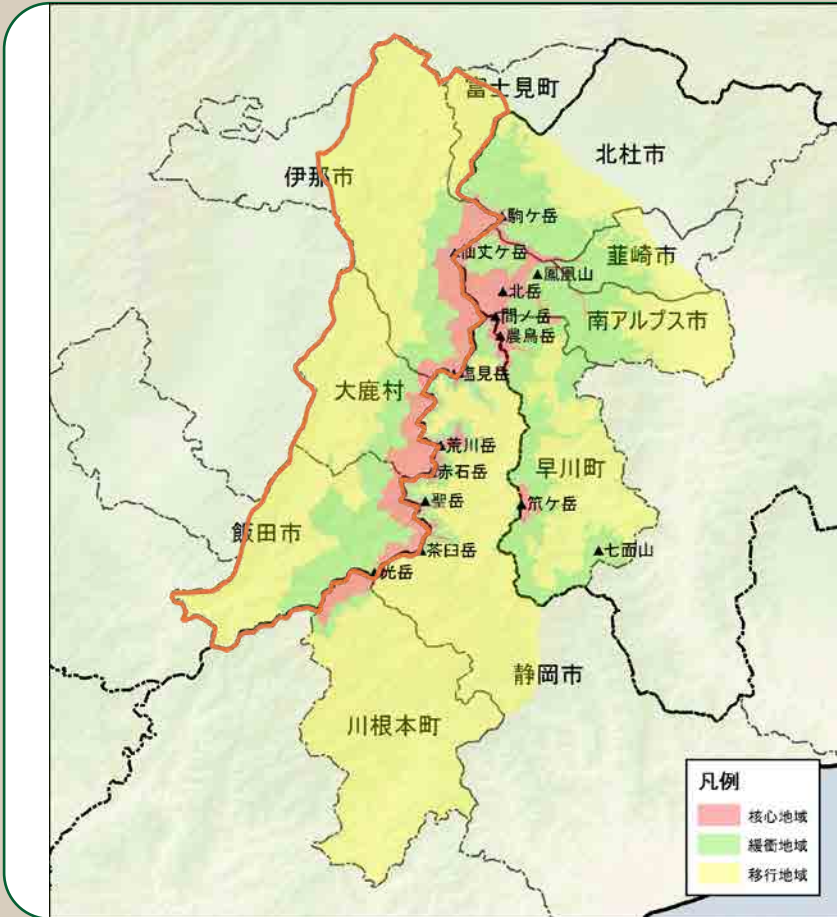 富士見町
北杜市
伊那市
駒ケ岳
仙丈ケ岳
韮崎市
鳳凰山
北岳
間ノ岳
南アルプス市
農鳥岳
塩見岳
大鹿村
荒川岳
早川町
赤石岳
聖岳
笊ケ岳
飯田市
茶臼岳
七面山
光岳
静岡市
川根本町
凡例
核心地域
緩衝地域
移行地域